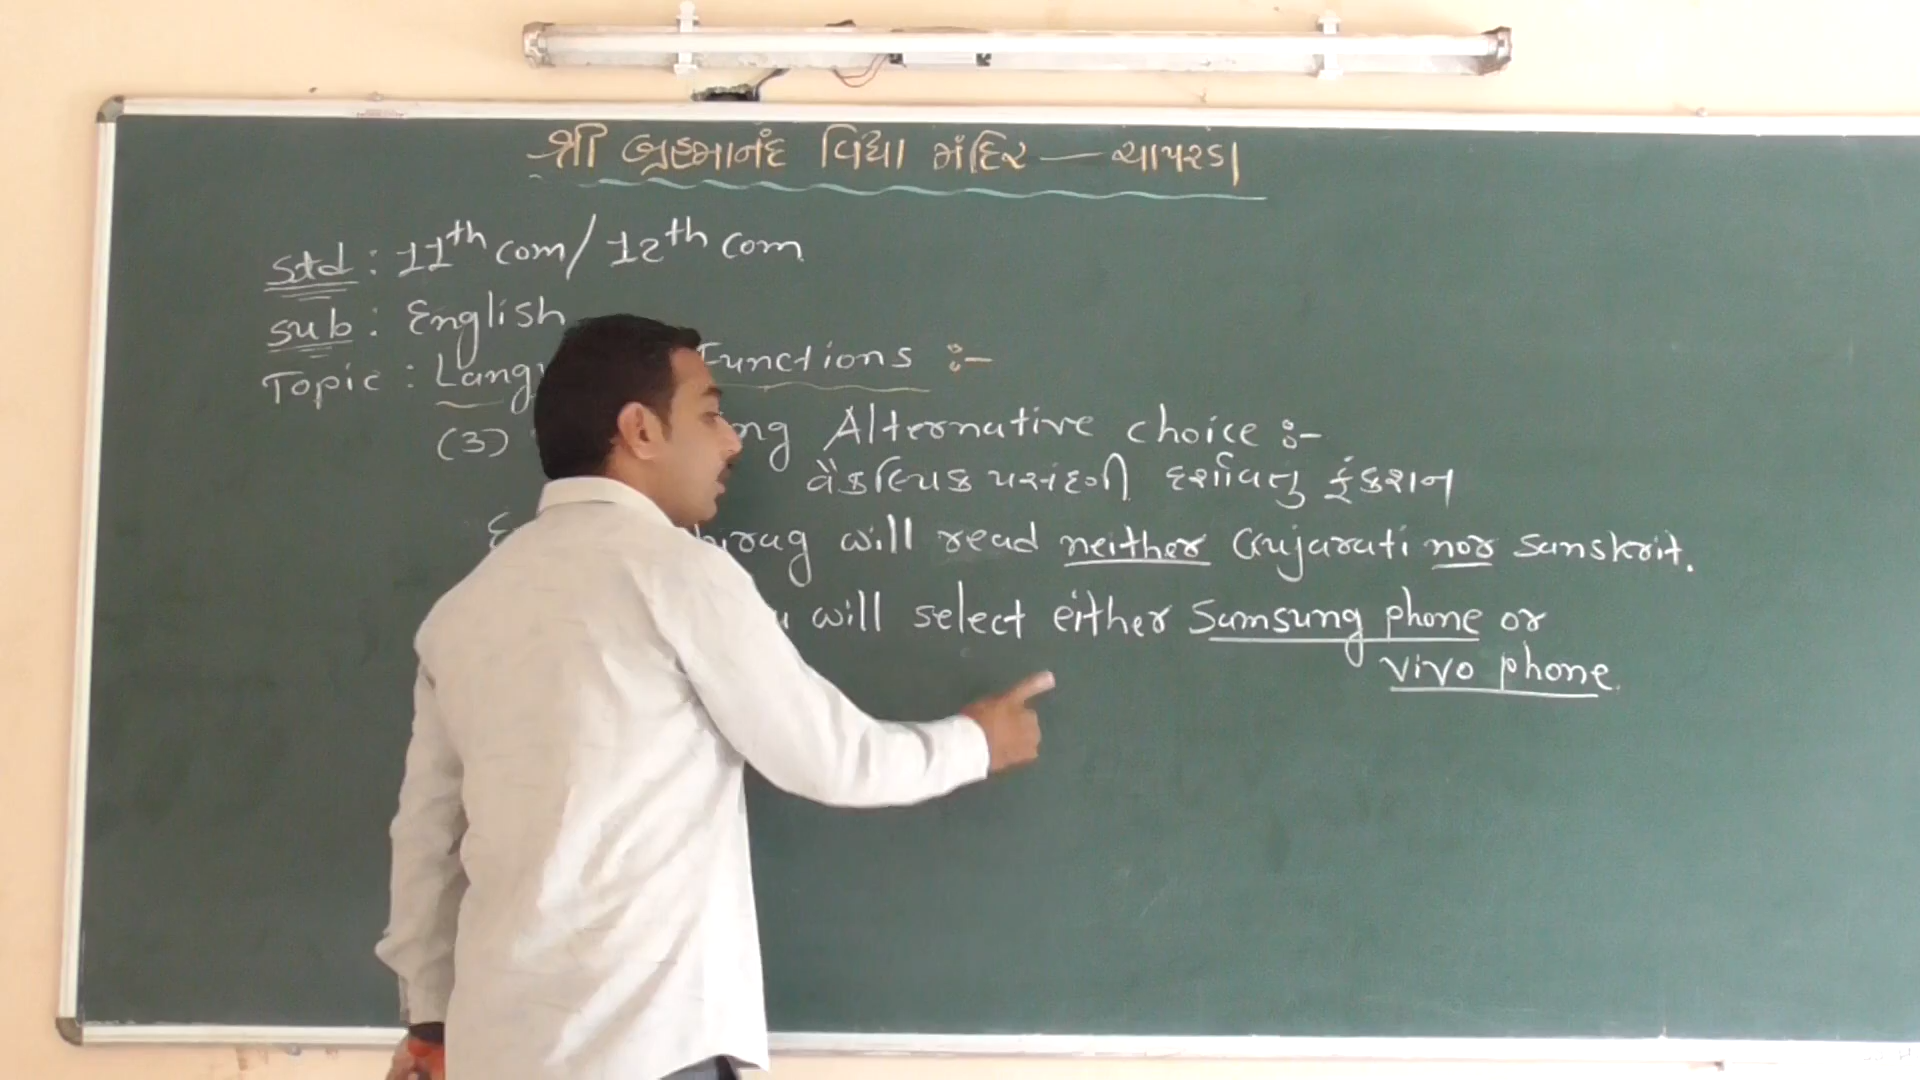 શ્રી બ્રહ્માનંદ વિદ્યા મંદિર — ચાપરડા
Std : 11th com / 12th com
Sub : English
Topic : Functions :-
(3) Alternative choice :-
વૈકલ્પિક પસંદગી દર્શાવતુ ફંકશન
will read neither Gujarati nor Sanskrit.
will select either Samsung phone or
vivo phone.